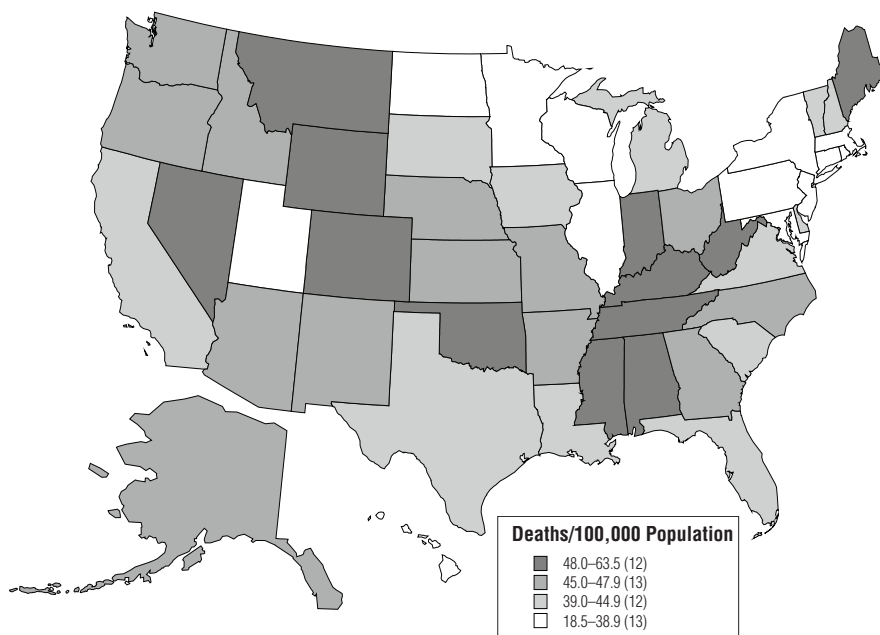 Deaths/100,000 Population
48.0–63.5 (12)
45.0–47.9 (13)
39.0–44.9 (12)
18.5–38.9 (13)